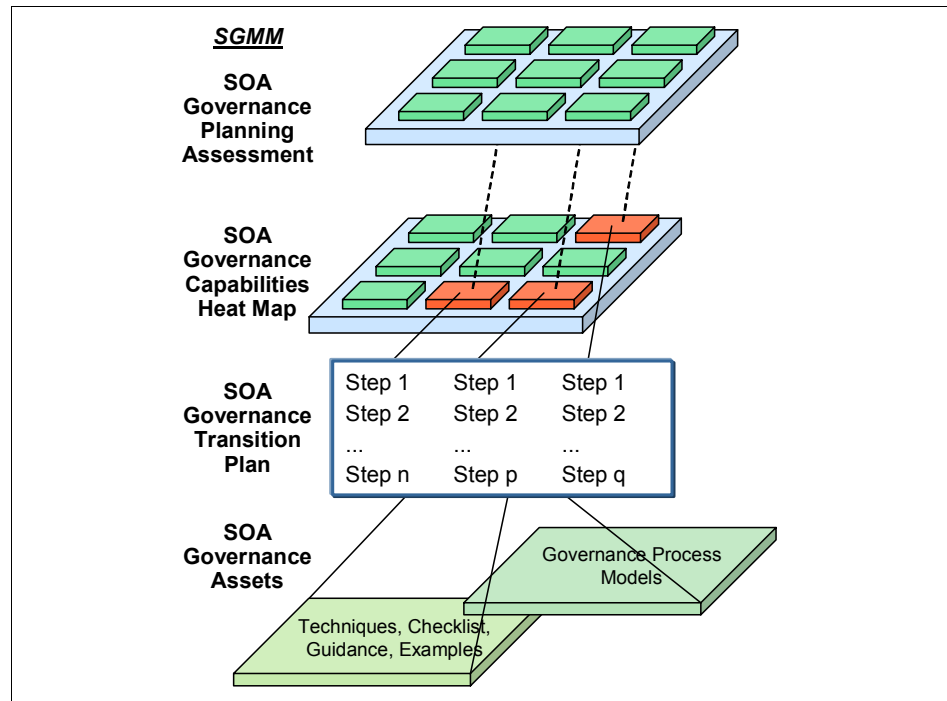 SGMM
SOA
Governance
Planning
Assessment
SOA
Governance
Capabilities
Heat Map
SOA
Governance
Transition
Plan
Step 1 Step 1 Step 1
Step 2 Step 2 Step 2
... ... ...
Step n Step p Step q
SOA
Governance
Assets
Governance Process
Models
Techniques, Checklist,
Guidance, Examples